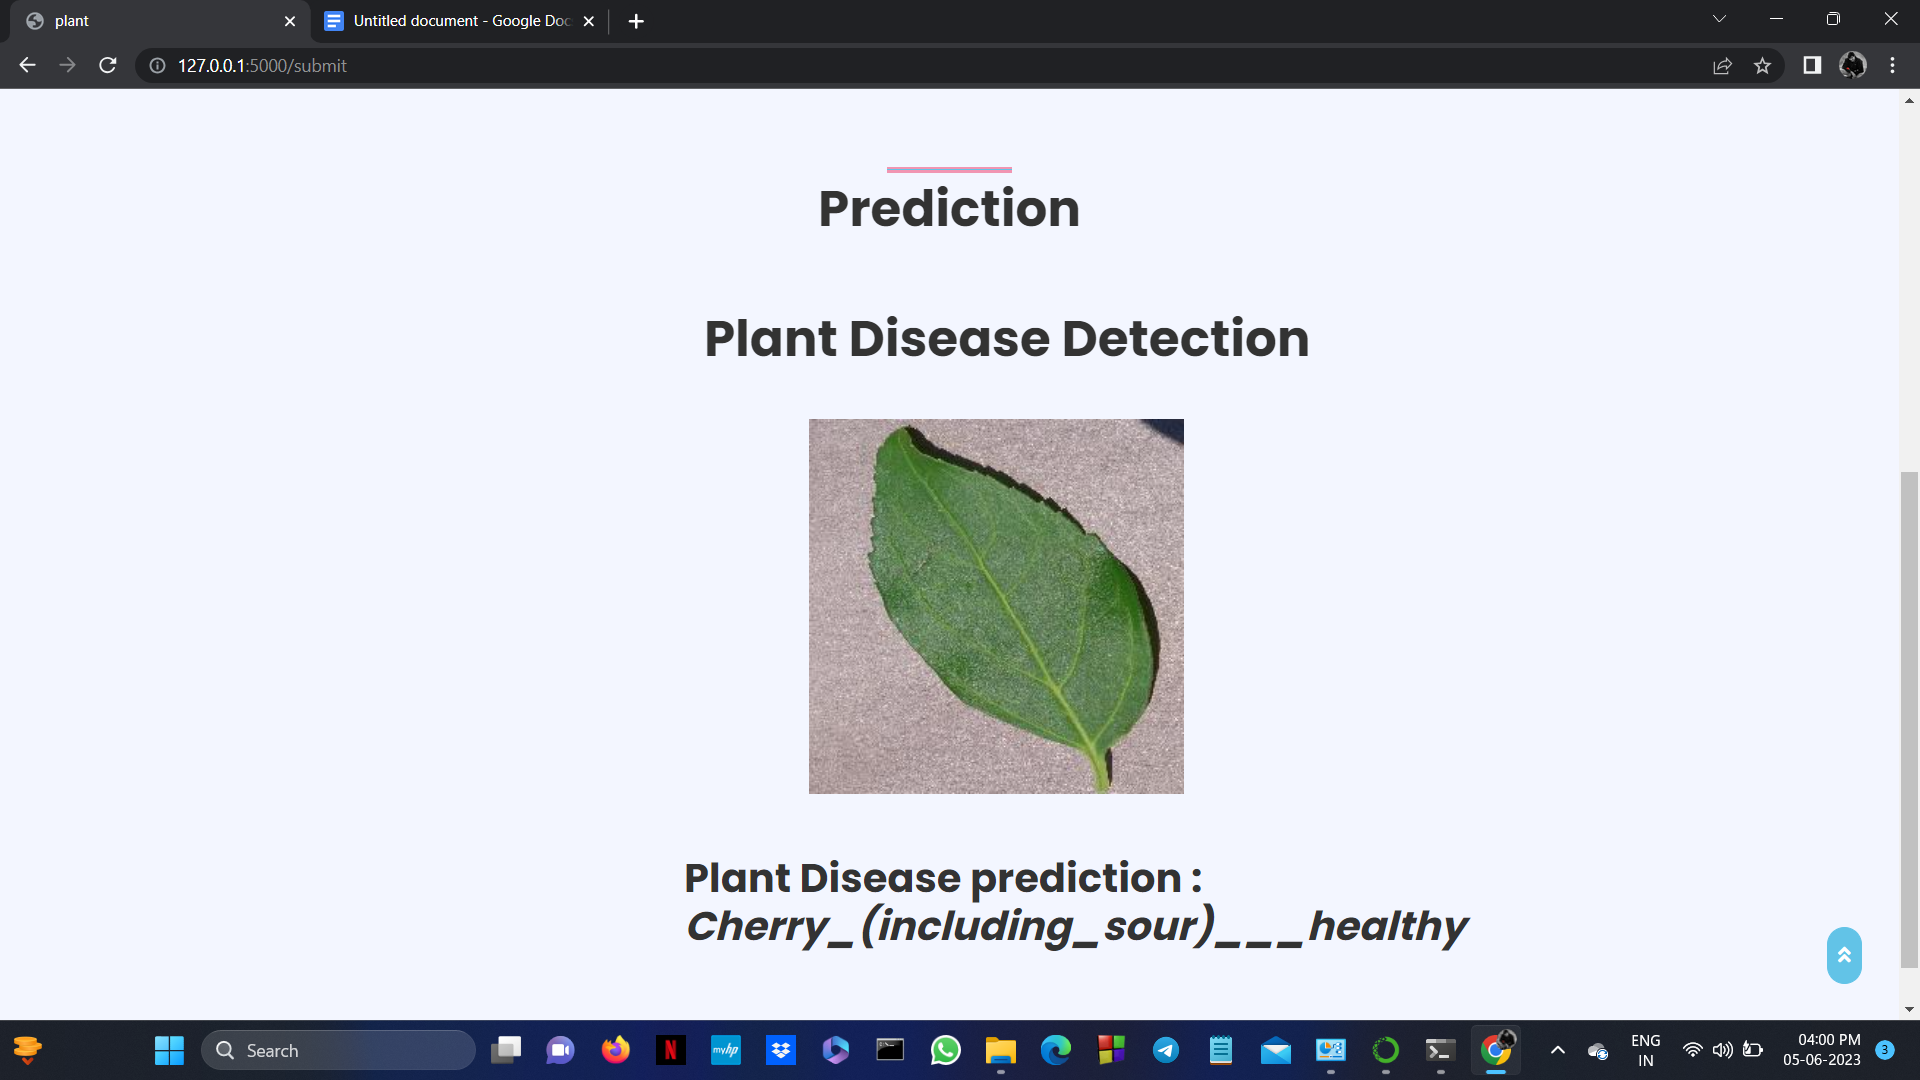 plant
Untitled document - Google Doc
127.0.0.1:5000/submit
Prediction
Plant Disease Detection
Plant Disease prediction :
Cherry_(including_sour)___healthy
Search
myhp
ENG
IN
04:00 PM
05-06-2023
3